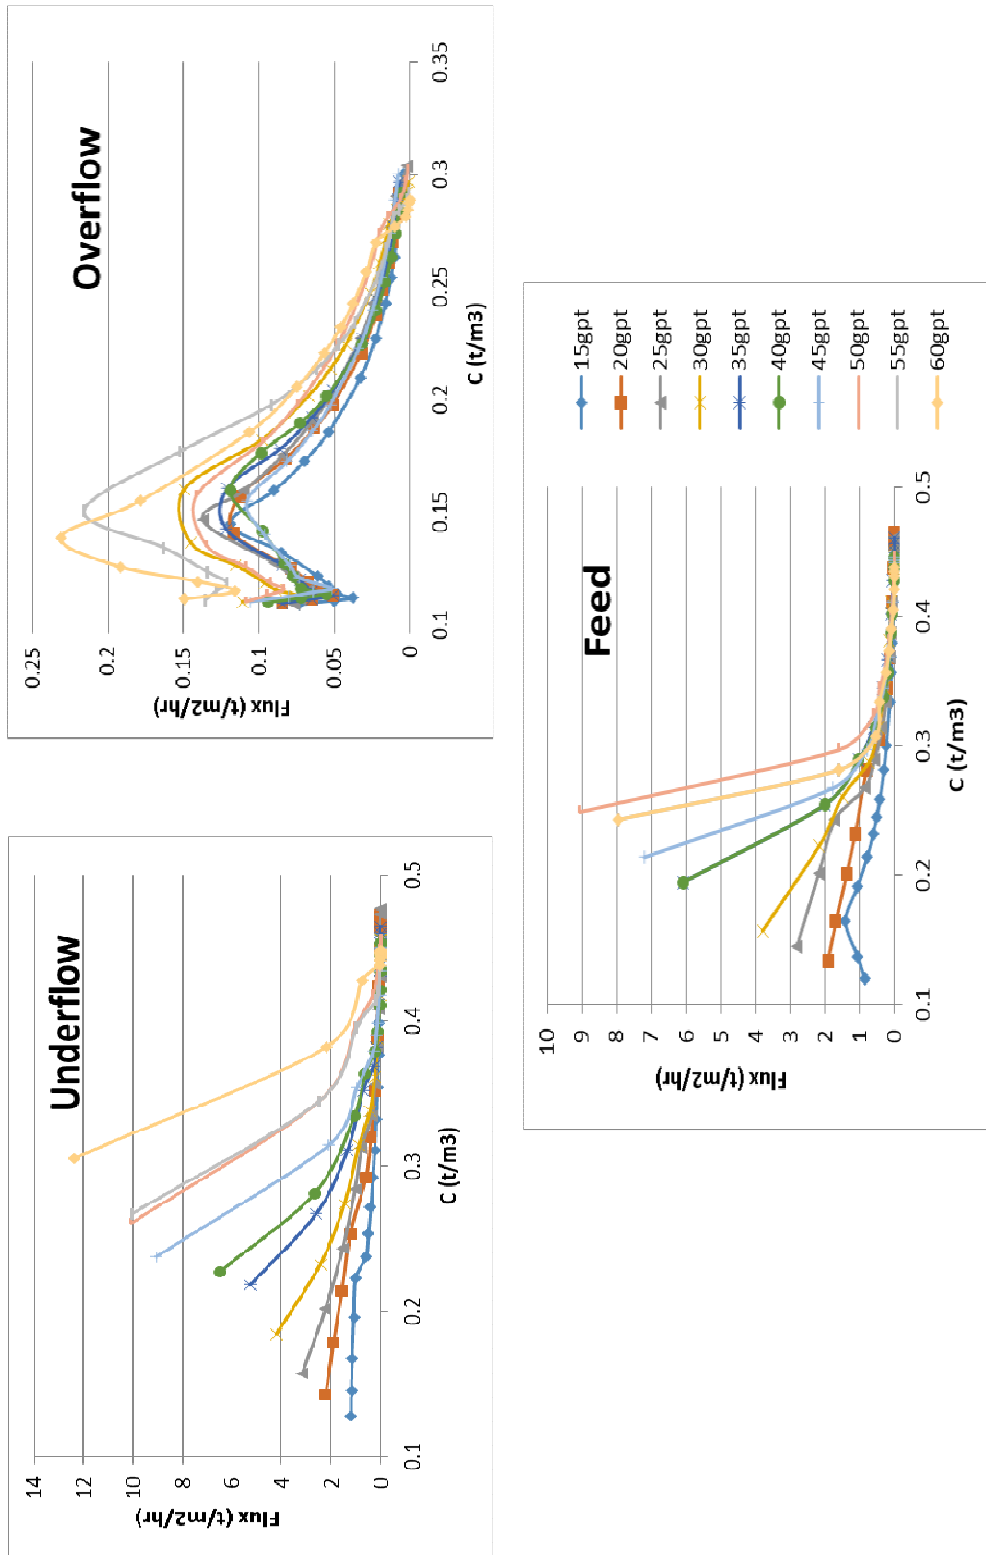 Underflow
Flux (t/m2/hr)
14
12
10
8
6
4
2
0
0.1
0.2
0.3
0.4
0.5
C (t/m3)
Overflow
Flux (t/m2/hr)
0.25
0.2
0.15
0.1
0.05
0
0.1
0.15
0.2
0.25
0.3
0.35
C (t/m3)
Feed
Flux (t/m2/hr)
10
9
8
7
6
5
4
3
2
1
0
0.1
0.2
0.3
0.4
0.5
C (t/m3)
15gpt
20gpt
25gpt
30gpt
35gpt
40gpt
45gpt
50gpt
55gpt
60gpt